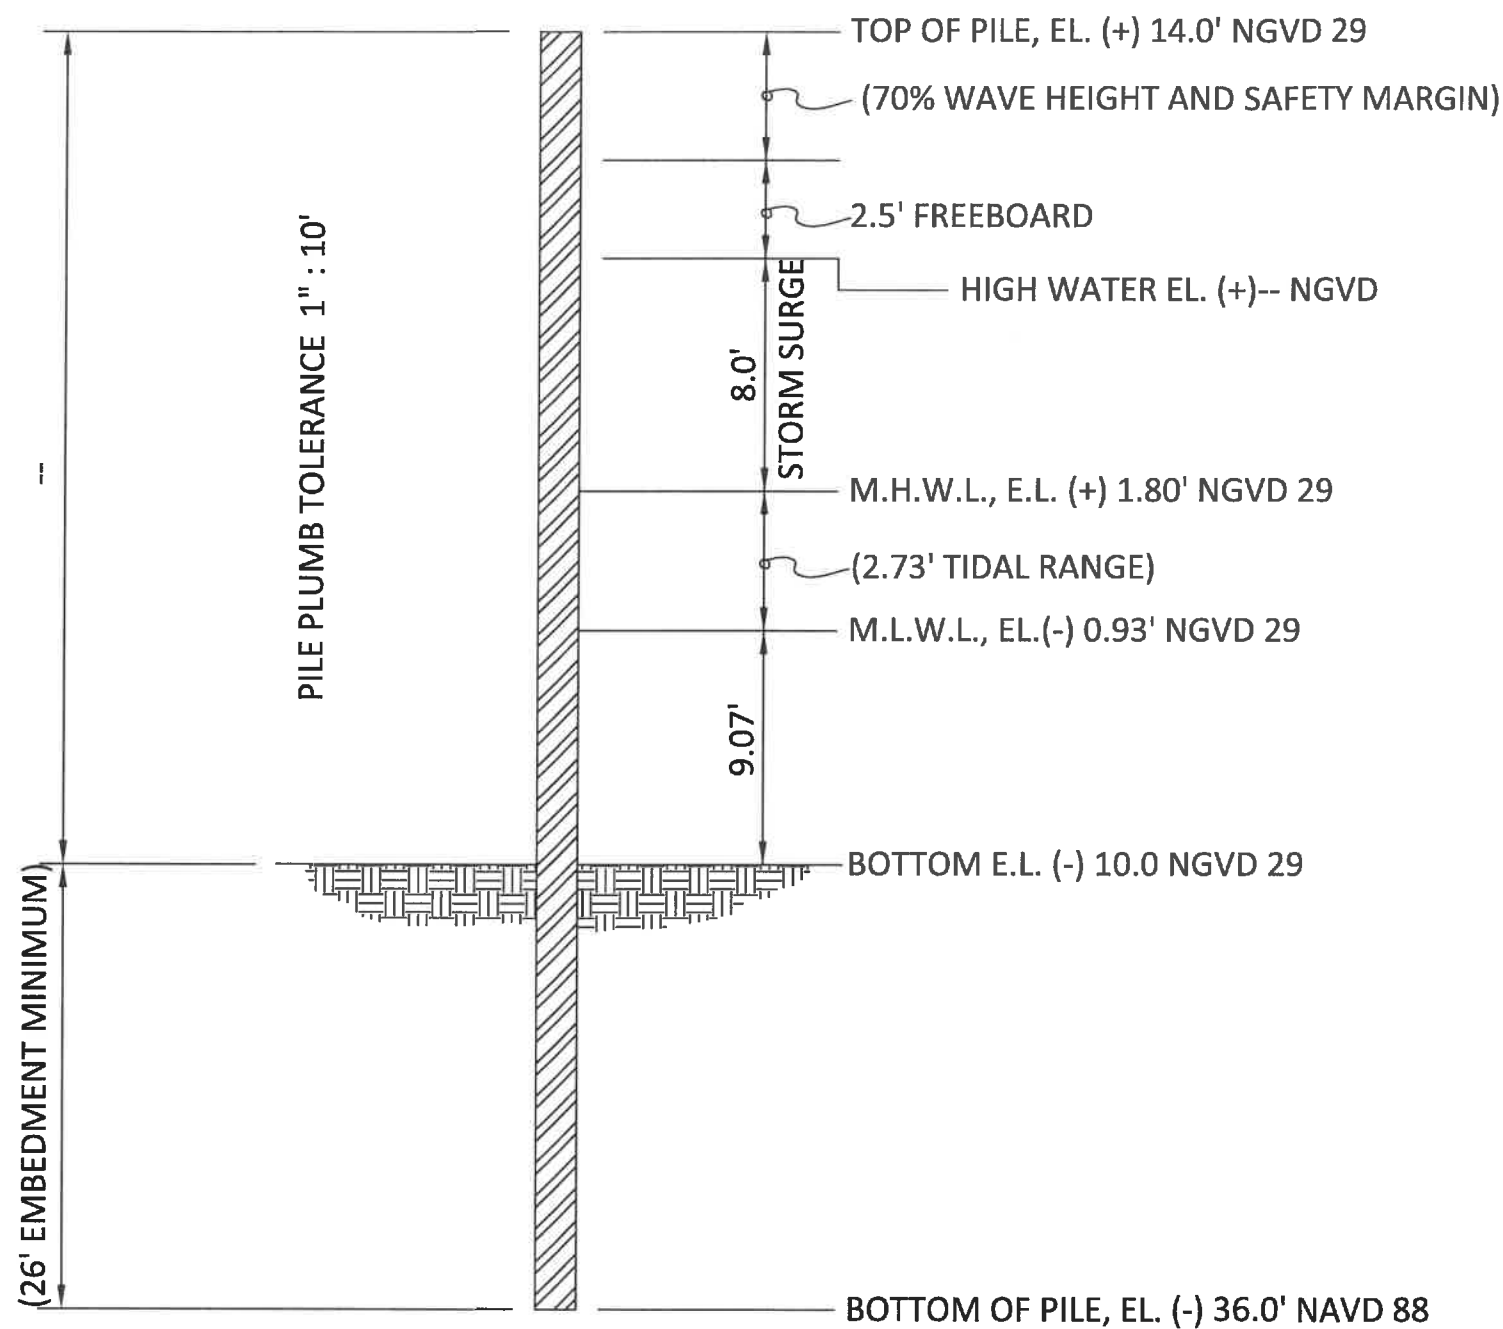 TOP OF PILE, EL. (+) 14.0' NGVD 29
(70% WAVE HEIGHT AND SAFETY MARGIN)
2.5' FREEBOARD
HIGH WATER EL. (+)-- NGVD
8.0'
STORM SURGE
PILE PLUMB TOLERANCE 1" : 10'
--
M.H.W.L., E.L. (+) 1.80' NGVD 29
(2.73' TIDAL RANGE)
M.L.W.L., EL.(-) 0.93' NGVD 29
9.07'
BOTTOM E.L. (-) 10.0 NGVD 29
(26' EMBEDMENT MINIMUM)
BOTTOM OF PILE, EL. (-) 36.0' NAVD 88